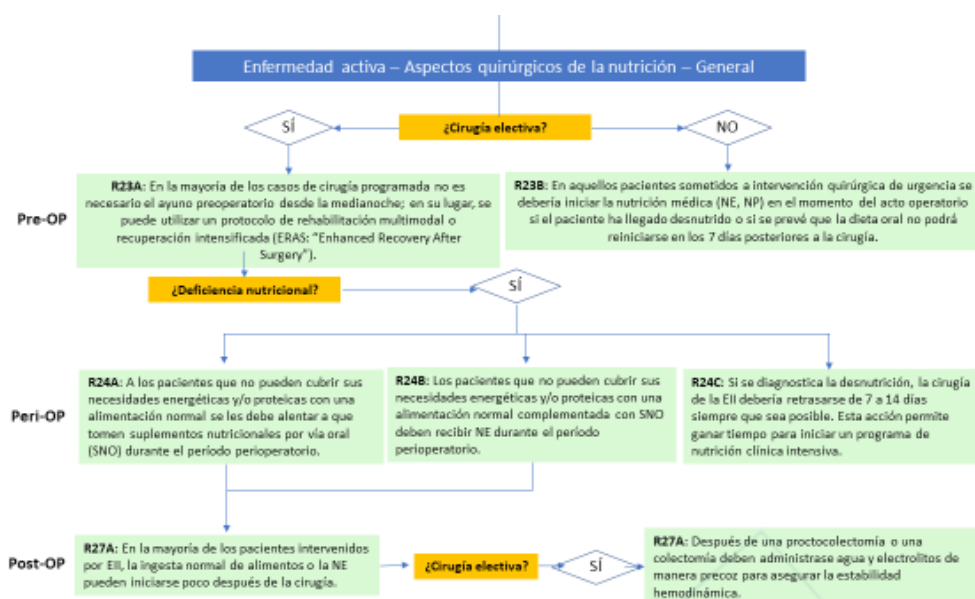 Enfermedad activa – Aspectos quirúrgicos de la nutrición – General
SÍ
¿Cirugía electiva?
NO
Pre-OP
R23A: En la mayoría de los casos de cirugía programada no es
necesario el ayuno preoperatorio desde la medianoche; en su lugar, se
puede utilizar un protocolo de rehabilitación multimodal o
recuperación intensificada (ERAS: “Enhanced Recovery After
Surgery”).
R23B: En aquellos pacientes sometidos a intervención quirúrgica de urgencia se
debería iniciar la nutrición médica (NE, NP) en el momento del acto operatorio
si el paciente ha llegado desnutrido o si se prevé que la dieta oral no podrá
reiniciarse en los 7 días posteriores a la cirugía.
¿Deficiencia nutricional?
SÍ
Peri-OP
R24A: A los pacientes que no pueden cubrir sus
necesidades energéticas y/o proteicas con una
alimentación normal se les debe alentar a que
tomen suplementos nutricionales por vía oral
(SNO) durante el período perioperatorio.
R24B: Los pacientes que no pueden cubrir sus
necesidades energéticas y/o proteicas con una
alimentación normal complementada con SNO
deben recibir NE durante el período
perioperatorio.
R24C: Si se diagnostica la desnutrición, la cirugía
de la EII debería retrasarse de 7 a 14 días
siempre que sea posible. Esta acción permite
ganar tiempo para iniciar un programa de
nutrición clínica intensiva.
Post-OP
R27A: En la mayoría de los pacientes intervenidos
por EII, la ingesta normal de alimentos o la NE
pueden iniciarse poco después de la cirugía.
¿Cirugía electiva?
SÍ
R27A: Después de una proctocolectomía o una
colectomía deben administrase agua y electrolitos de
manera precoz para asegurar la estabilidad
hemodinámica.